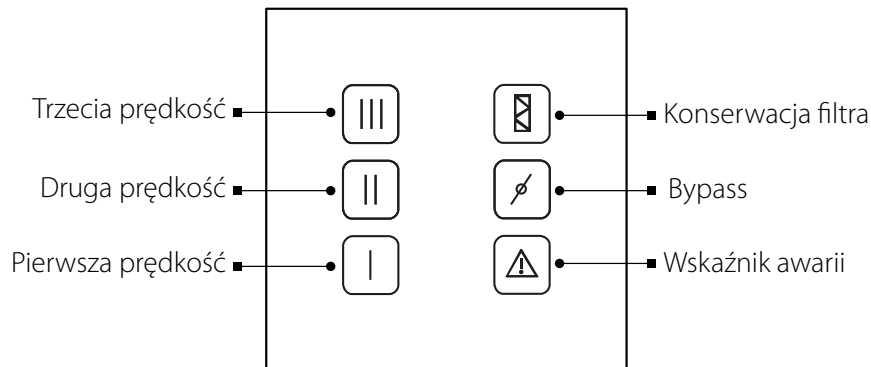 Trzecia prędkość
Druga prędkość
Pierwsza prędkość
Konserwacja filtra
Bypass
Wskaźnik awarii